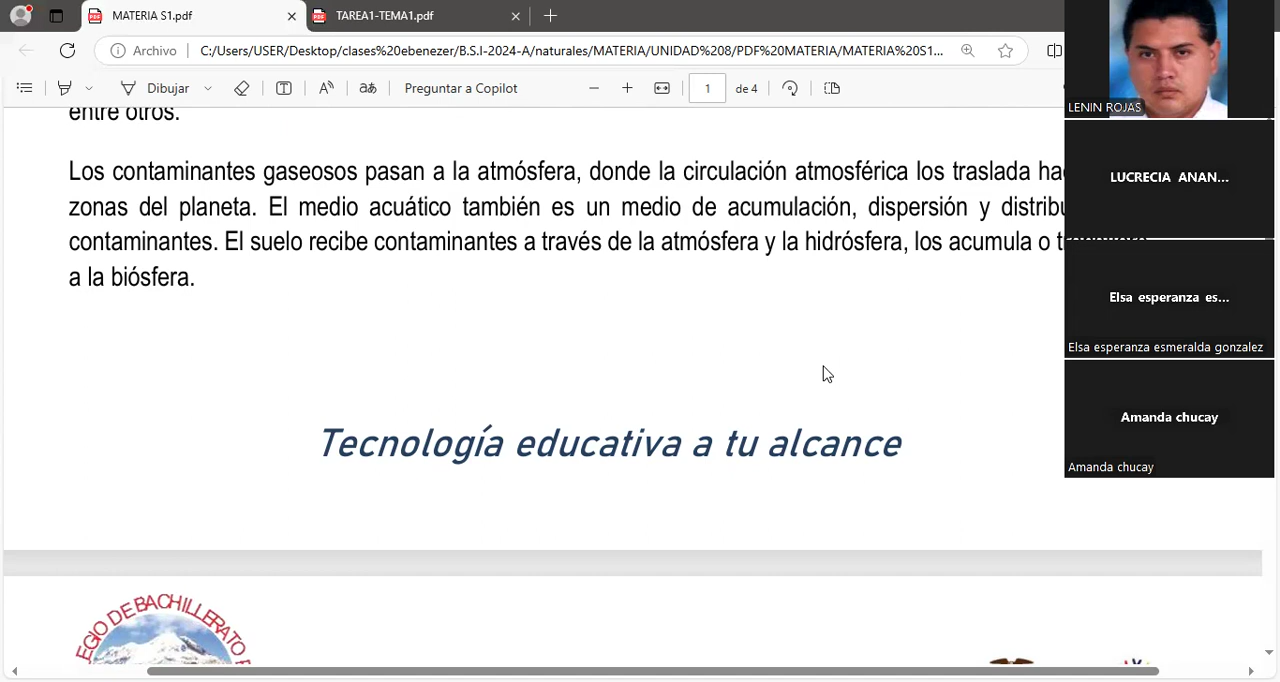 MATERIA S1.pdf
TAREA1-TEMA1.pdf
Archivo
C:/Users/USER/Desktop/clases%20ebenezer/B.S.I-2024-A/naturales/MATERIA/UNIDAD%208/PDF%20MATERIA/MATERIA%20S1...
Dibujar
Preguntar a Copilot
1
de 4
entre otros.
Los contaminantes gaseosos pasan a la atmósfera, donde la circulación atmosférica los traslada
zonas del planeta. El medio acuático también es un medio de acumulación, dispersión y
contaminantes. El suelo recibe contaminantes a través de la atmósfera y la hidrósfera, los acumula o
a la biósfera.
Tecnología educativa a tu alcance
DE BACHILLERATO
LENIN ROJAS
LUCRECIA ANAN...
Elsa esperanza es...
Elsa esperanza esmeralda gonzalez
Amanda chucay
Amanda chucay